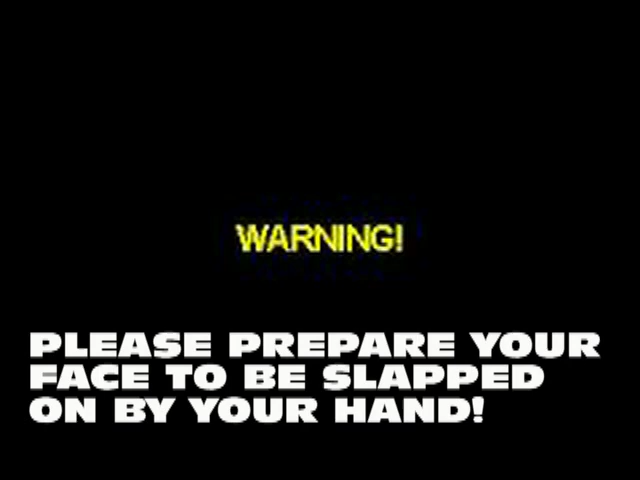 WARNING!
PLEASE PREPARE YOUR
FACE TO BE SLAPPED
ON BY YOUR HAND!